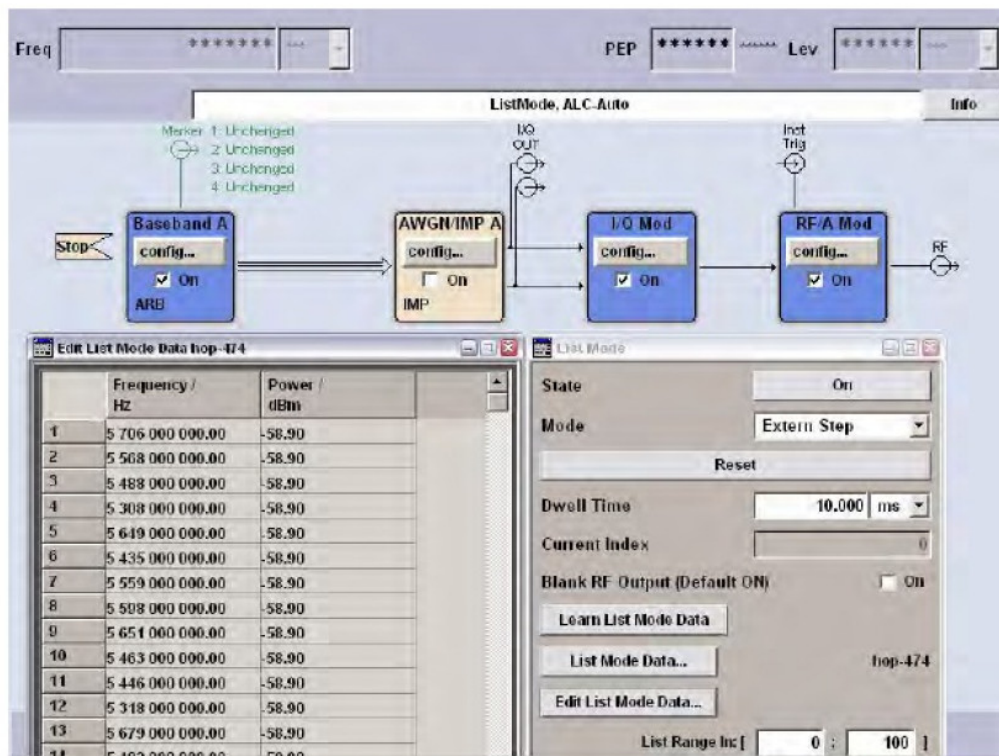 Freq ******* --- PEP ****** Lev ****** ---
ListMode, ALC-Auto Info
Marker 1: Unchanged
2: Unchanged
3: Unchanged
4: Unchanged
I/Q OUT
Inst Trig
Stop
Baseband A
config...
On
ARB
AWGN/IMP A
config...
On
IMP
I/Q Mod
config...
On
RF/A Mod
config...
On
RF
Edit List Mode Data hop-474
Frequency / Hz Power / dBm
1 5 706 000 000.00 -58.90
2 5 568 000 000.00 -58.90
3 5 488 000 000.00 -58.90
4 5 308 000 000.00 -58.90
5 5 649 000 000.00 -58.90
6 5 435 000 000.00 -58.90
7 5 559 000 000.00 -58.90
8 5 598 000 000.00 -58.90
9 5 651 000 000.00 -58.90
10 5 463 000 000.00 -58.90
11 5 446 000 000.00 -58.90
12 5 318 000 000.00 -58.90
13 5 679 000 000.00 -58.90
14
List Mode
State On
Mode Extern Step
Reset
Dwell Time 10.000 ms
Current Index 0
Blank RF Output (Default ON) On
Learn List Mode Data
List Mode Data... hop-474
Edit List Mode Data...
List Range In: [ 0 : 100 ]